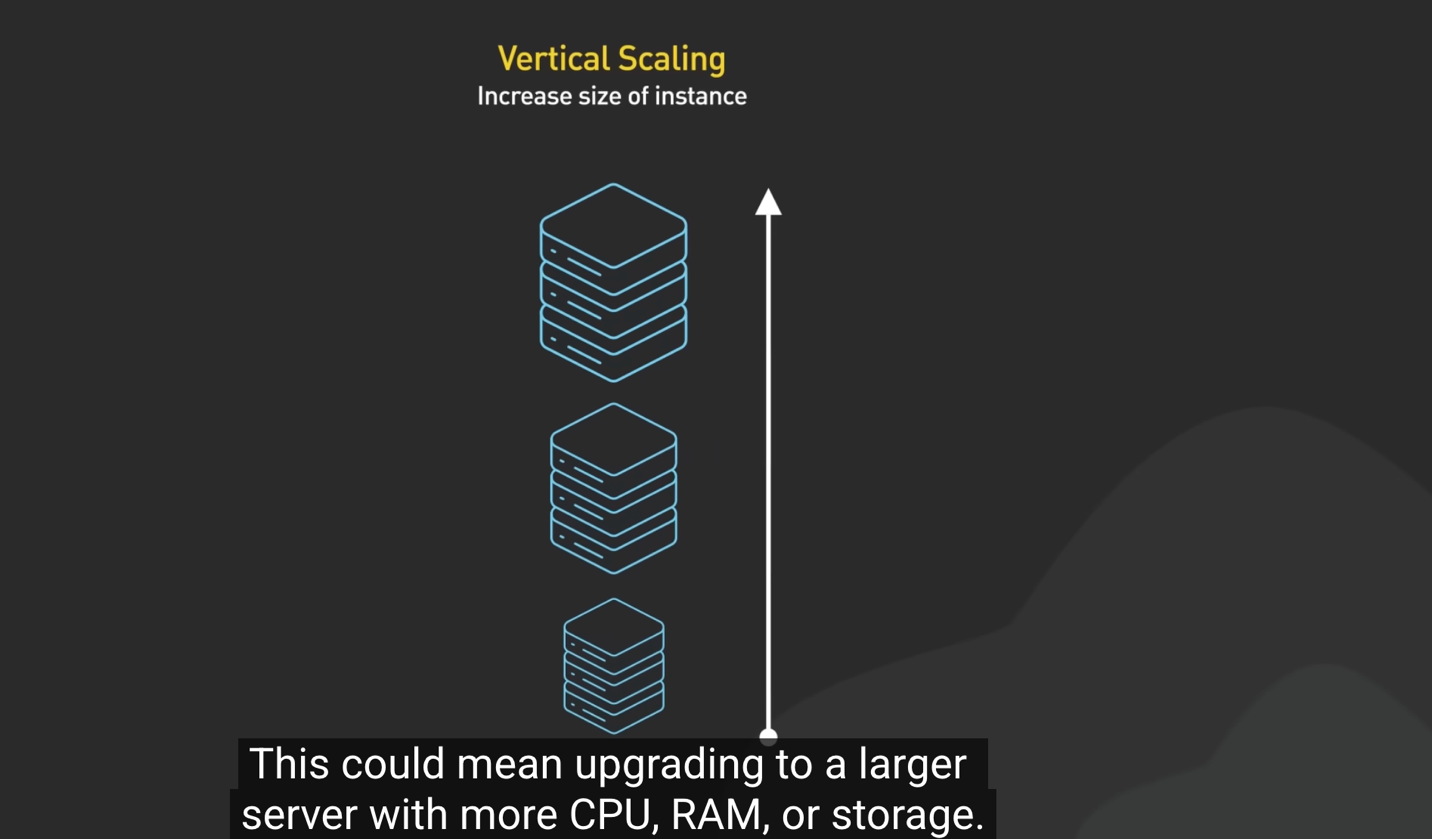 Vertical Scaling
Increase size of instance
This could mean upgrading to a larger
server with more CPU, RAM, or storage.